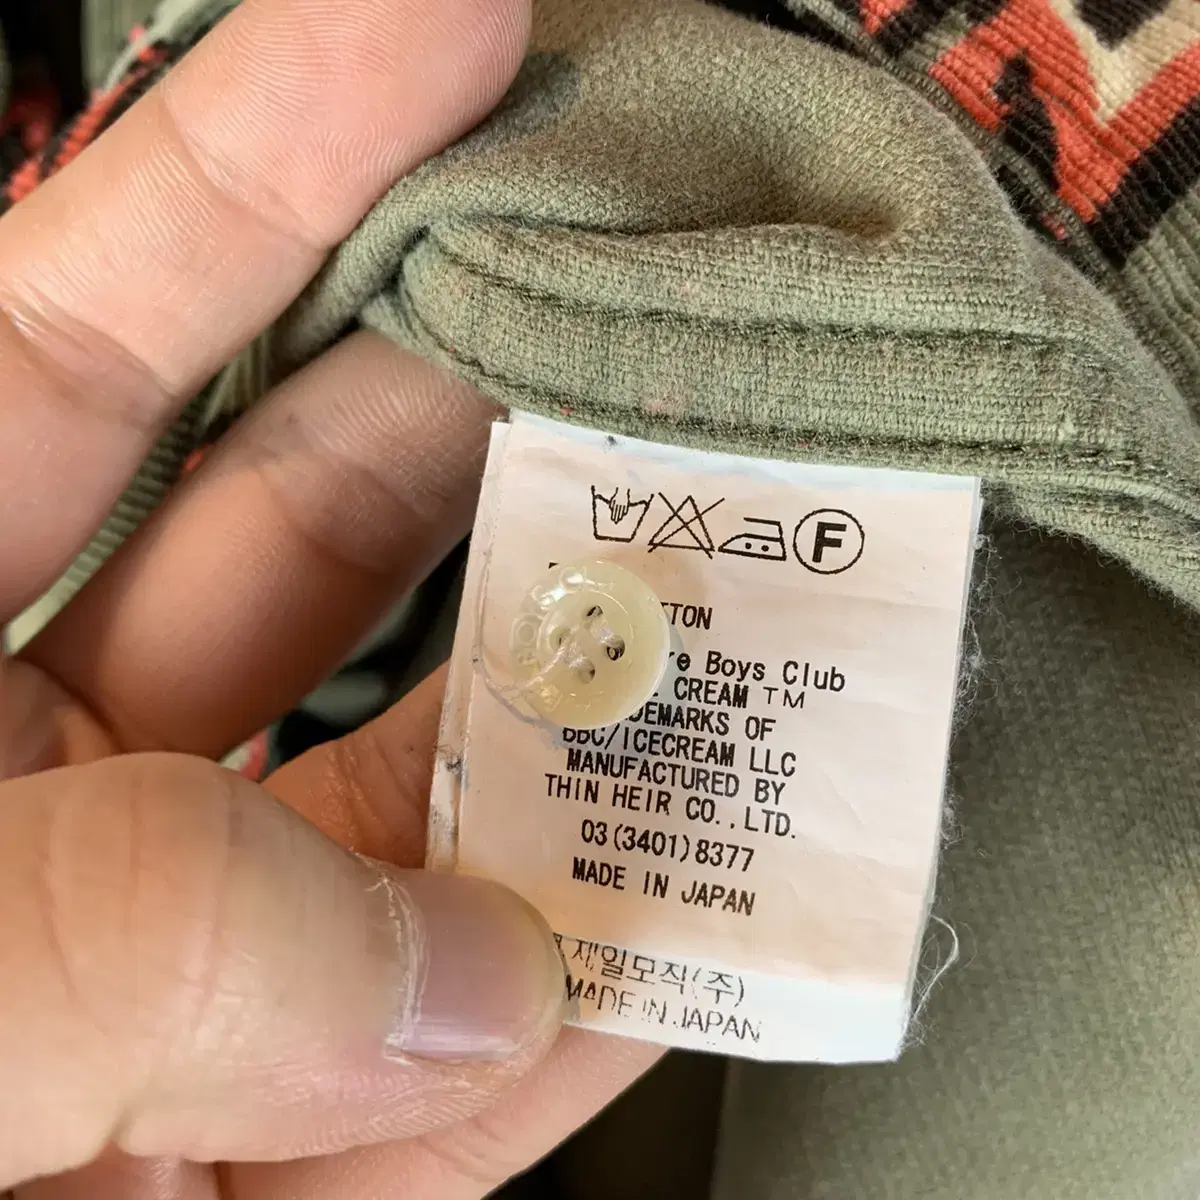 F
TTON
re Boys Club
CREAM TM
DEMARKS OF
BBC/ICECREAM LLC
MANUFACTURED BY
THIN HEIR CO.,LTD.
03(3401)8377
MADE IN JAPAN
제일모직(주)
MADE IN JAPAN